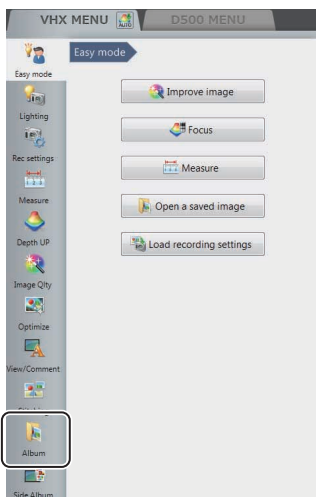 VHX MENU AUTO D500 MENU
Easy mode
Easy mode
Improve image
Lighting
Focus
Rec settings
Measure
Measure
Open a saved image
Depth UP
Load recording settings
Image Qlty
Optimize
View/Comment
Album
Side Album